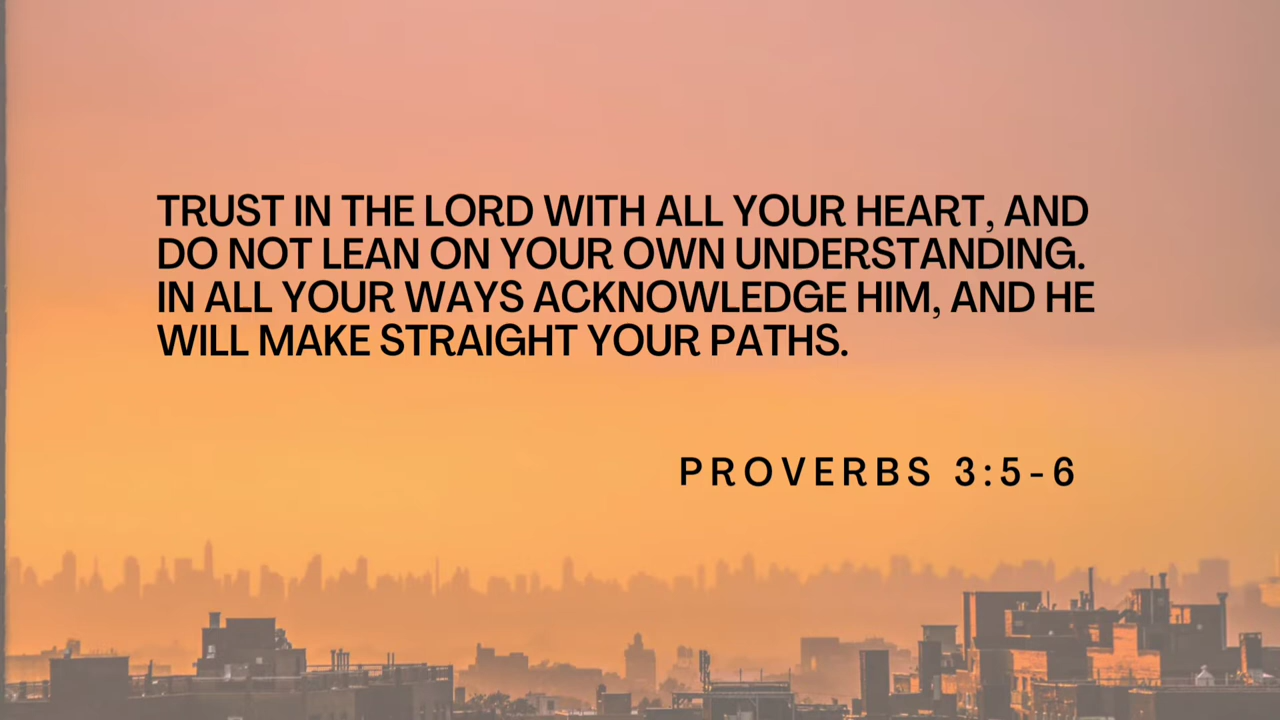 TRUST IN THE LORD WITH ALL YOUR HEART, AND
DO NOT LEAN ON YOUR OWN UNDERSTANDING.
IN ALL YOUR WAYS ACKNOWLEDGE HIM, AND HE
WILL MAKE STRAIGHT YOUR PATHS.
PROVERBS 3:5-6